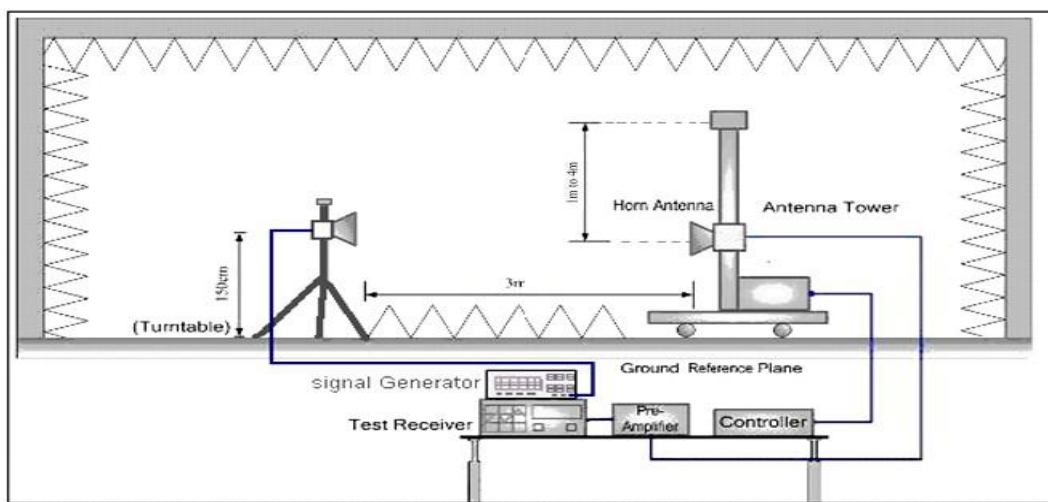 1m to 4m
Horn Antenna
Antenna Tower
150cm
3m
(Turntable)
Ground Reference Plane
signal Generator
Test Receiver
Pre-
Amplifier
Controller